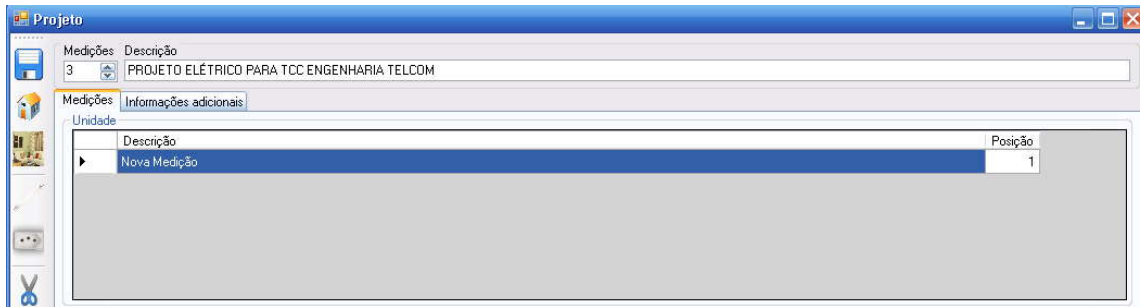 Projeto
Medições Descrição
3 PROJETO ELÉTRICO PARA TCC ENGENHARIA TELCOM
Medições Informações adicionais
Unidade
Descrição Posição
Nova Medição 1